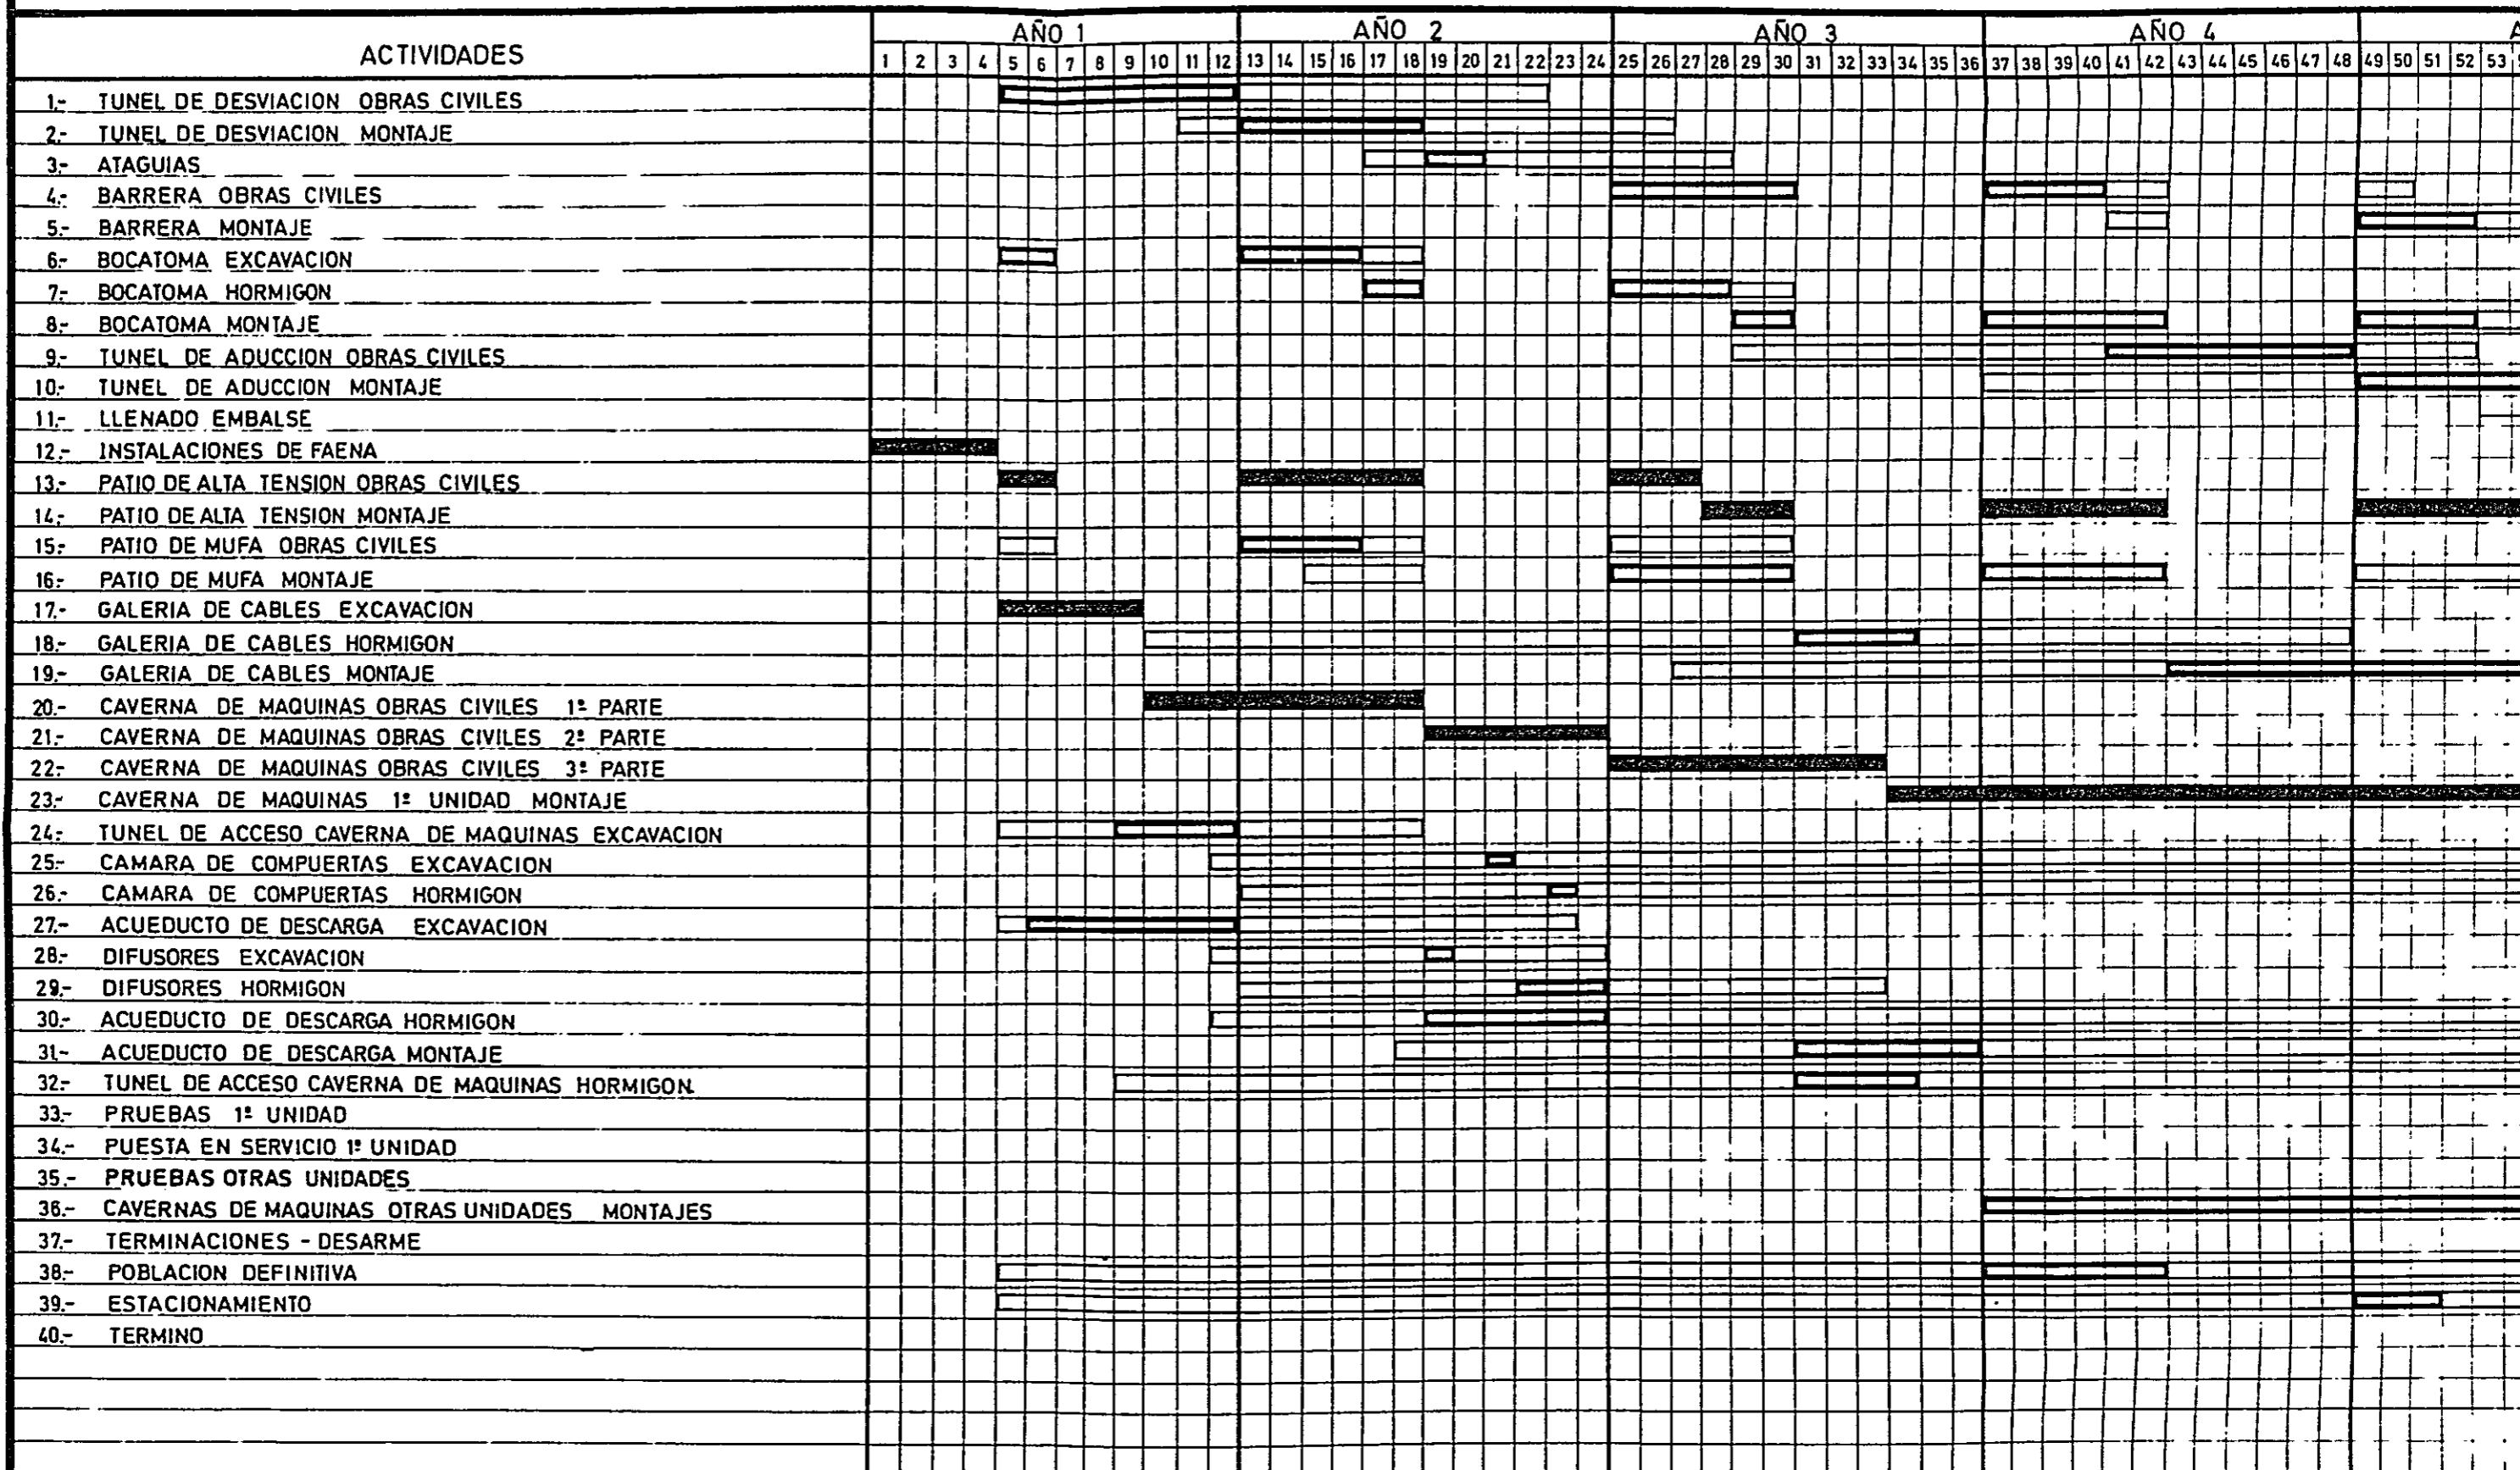 ACTIVIDADES
AÑO 1 AÑO 2 AÑO 3 AÑO 4 A
1 2 3 4 5 6 7 8 9 10 11 12 13 14 15 16 17 18 19 20 21 22 23 24 25 26 27 28 29 30 31 32 33 34 35 36 37 38 39 40 41 42 43 44 45 46 47 48 49 50 51 52 53
1.- TUNEL DE DESVIACION OBRAS CIVILES
2.- TUNEL DE DESVIACION MONTAJE
3.- ATAGUIAS
4.- BARRERA OBRAS CIVILES
5.- BARRERA MONTAJE
6.- BOCATOMA EXCAVACION
7.- BOCATOMA HORMIGON
8.- BOCATOMA MONTAJE
9.- TUNEL DE ADUCCION OBRAS CIVILES
10.- TUNEL DE ADUCCION MONTAJE
11.- LLENADO EMBALSE
12.- INSTALACIONES DE FAENA
13.- PATIO DE ALTA TENSION OBRAS CIVILES
14.- PATIO DE ALTA TENSION MONTAJE
15.- PATIO DE MUFA OBRAS CIVILES
16.- PATIO DE MUFA MONTAJE
17.- GALERIA DE CABLES EXCAVACION
18.- GALERIA DE CABLES HORMIGON
19.- GALERIA DE CABLES MONTAJE
20.- CAVERNA DE MAQUINAS OBRAS CIVILES 1ª PARTE
21.- CAVERNA DE MAQUINAS OBRAS CIVILES 2ª PARTE
22.- CAVERNA DE MAQUINAS OBRAS CIVILES 3ª PARTE
23.- CAVERNA DE MAQUINAS 1ª UNIDAD MONTAJE
24.- TUNEL DE ACCESO CAVERNA DE MAQUINAS EXCAVACION
25.- CAMARA DE COMPUERTAS EXCAVACION
26.- CAMARA DE COMPUERTAS HORMIGON
27.- ACUEDUCTO DE DESCARGA EXCAVACION
28.- DIFUSORES EXCAVACION
29.- DIFUSORES HORMIGON
30.- ACUEDUCTO DE DESCARGA HORMIGON
31.- ACUEDUCTO DE DESCARGA MONTAJE
32.- TUNEL DE ACCESO CAVERNA DE MAQUINAS HORMIGON.
33.- PRUEBAS 1ª UNIDAD
34.- PUESTA EN SERVICIO 1ª UNIDAD
35.- PRUEBAS OTRAS UNIDADES
36.- CAVERNAS DE MAQUINAS OTRAS UNIDADES MONTAJES
37.- TERMINACIONES - DESARME
38.- POBLACION DEFINITIVA
39.- ESTACIONAMIENTO
40.- TERMINO